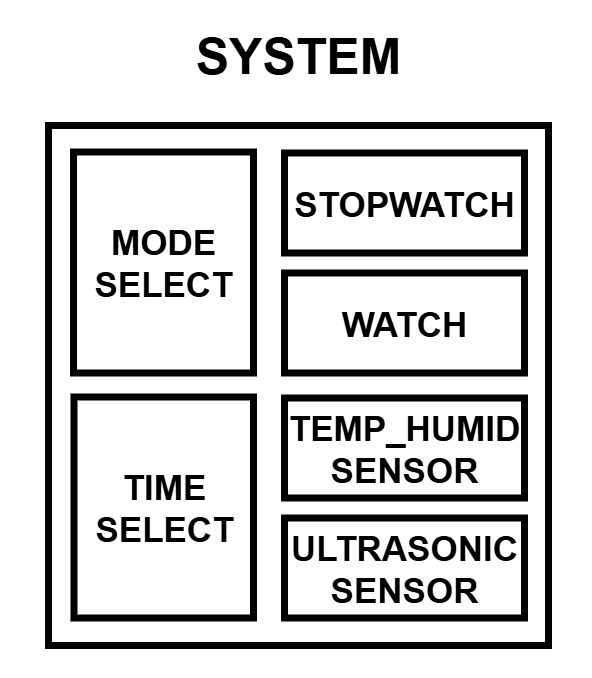 SYSTEM
MODE
SELECT
STOPWATCH
WATCH
TIME
SELECT
TEMP_HUMID
SENSOR
ULTRASONIC
SENSOR